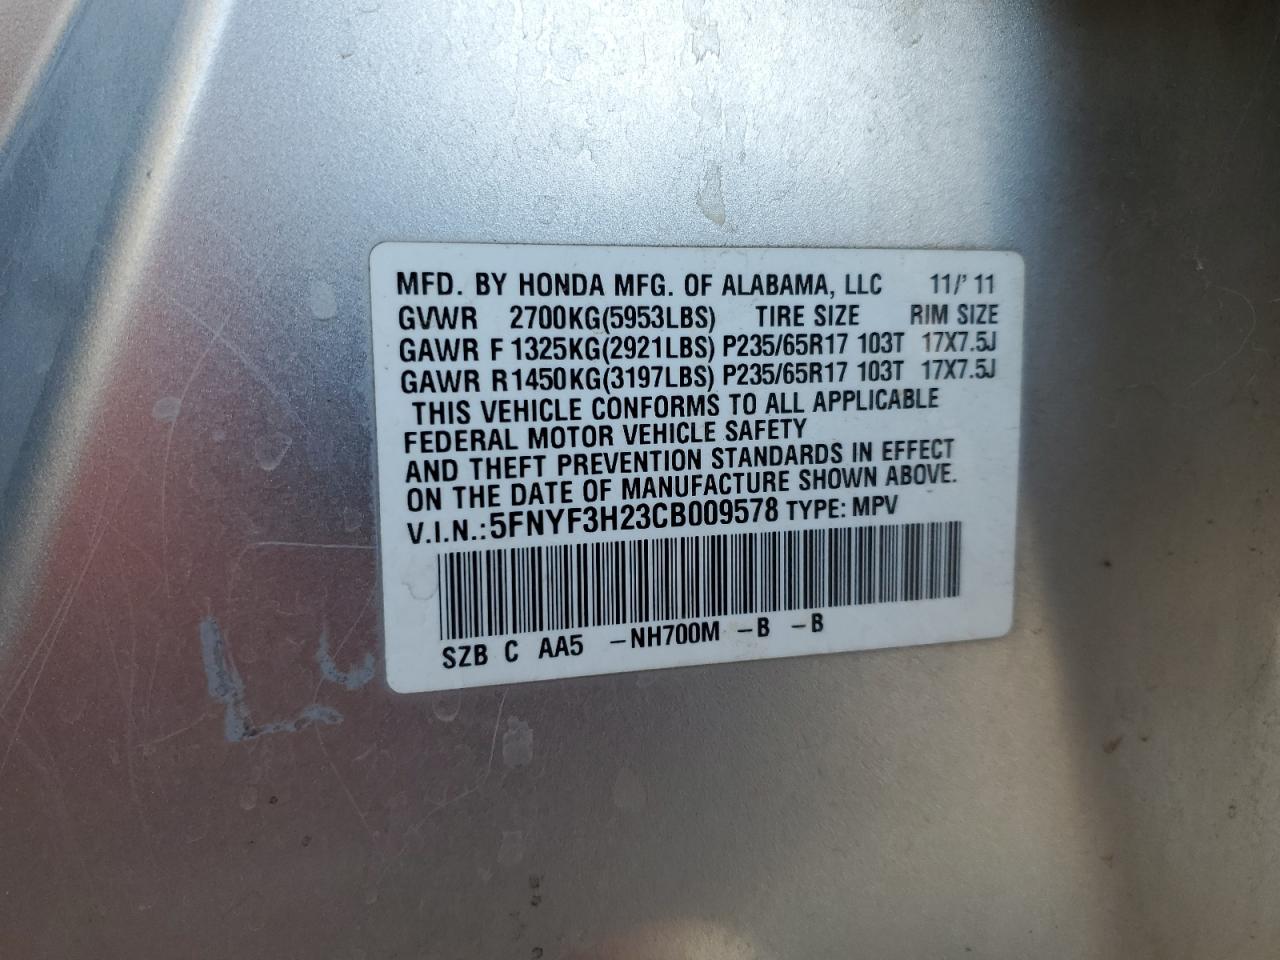 MFD. BY HONDA MFG. OF ALABAMA, LLC 11/' 11
GVWR 2700KG(5953LBS) TIRE SIZE RIM SIZE
GAWR F 1325KG(2921LBS) P235/65R17 103T 17X7.5J
GAWR R1450KG(3197LBS) P235/65R17 103T 17X7.5J
THIS VEHICLE CONFORMS TO ALL APPLICABLE
FEDERAL MOTOR VEHICLE SAFETY
AND THEFT PREVENTION STANDARDS IN EFFECT
ON THE DATE OF MANUFACTURE SHOWN ABOVE.
V.I.N.:5FNYF3H23CB009578 TYPE: MPV
SZB C AA5 -NH700M -B -B